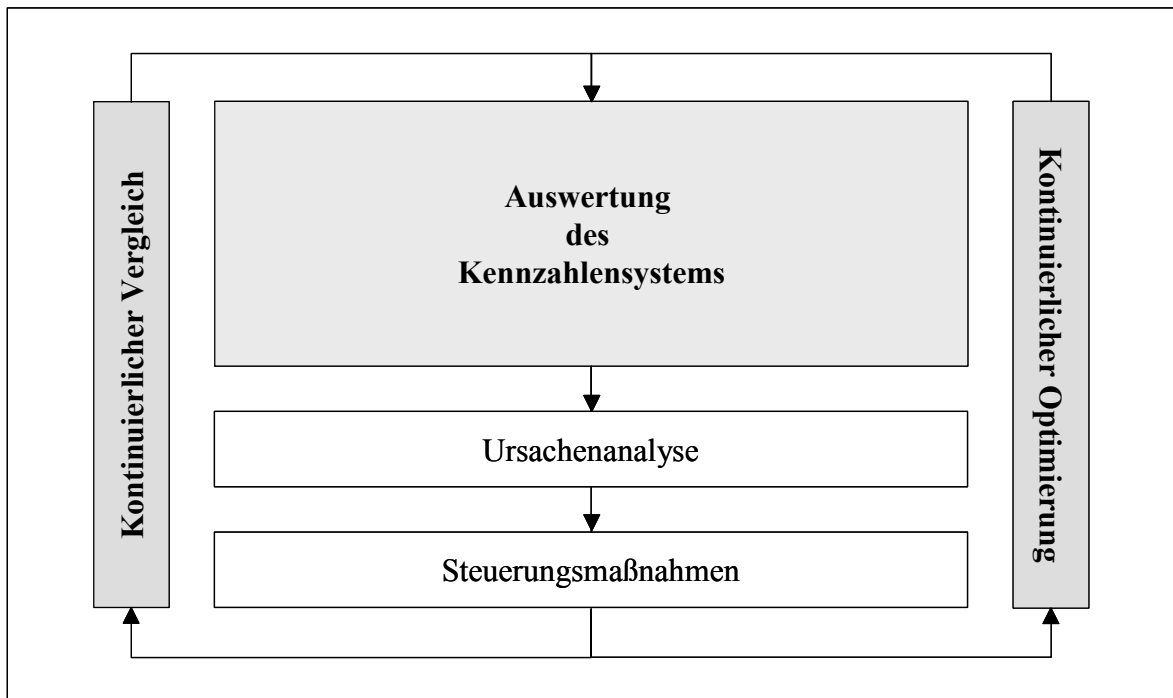 Kontinuierlicher Vergleich
Auswertung
des
Kennzahlensystems
Ursachenanalyse
Steuerungsmaßnahmen
Kontinuierlicher Optimierung